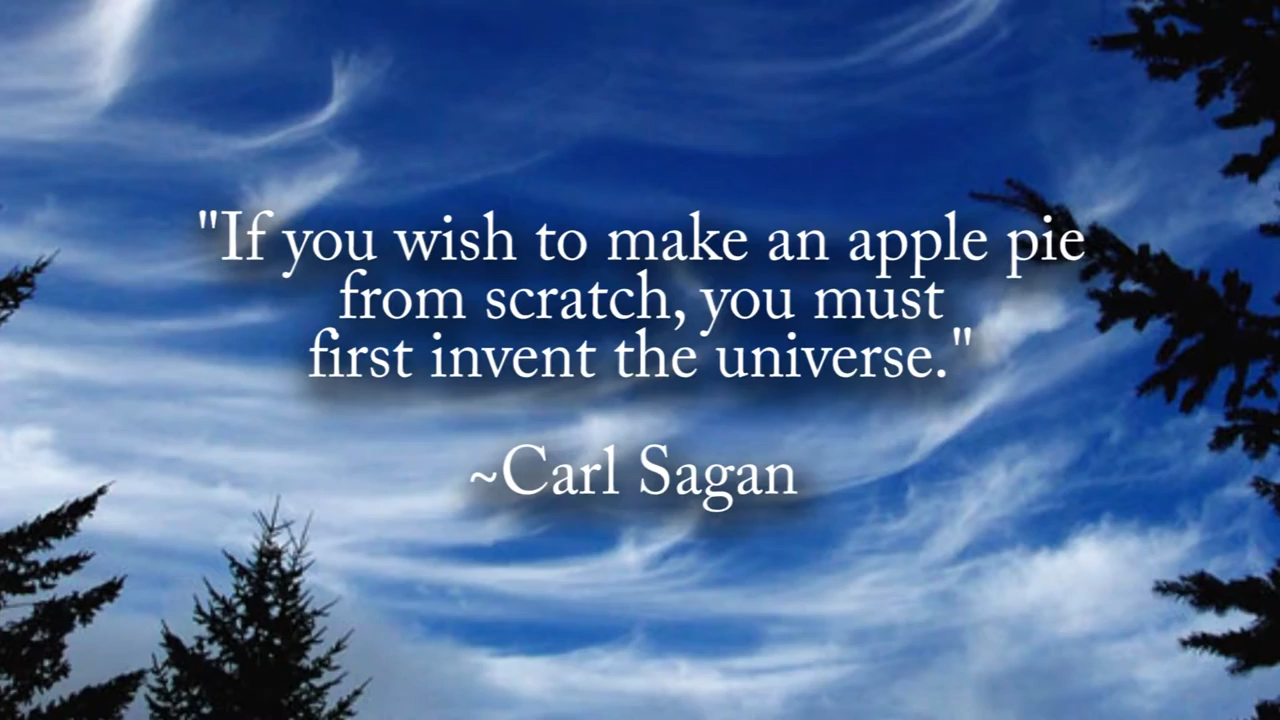 "If you wish to make an apple pie
from scratch, you must
first invent the universe."
~Carl Sagan